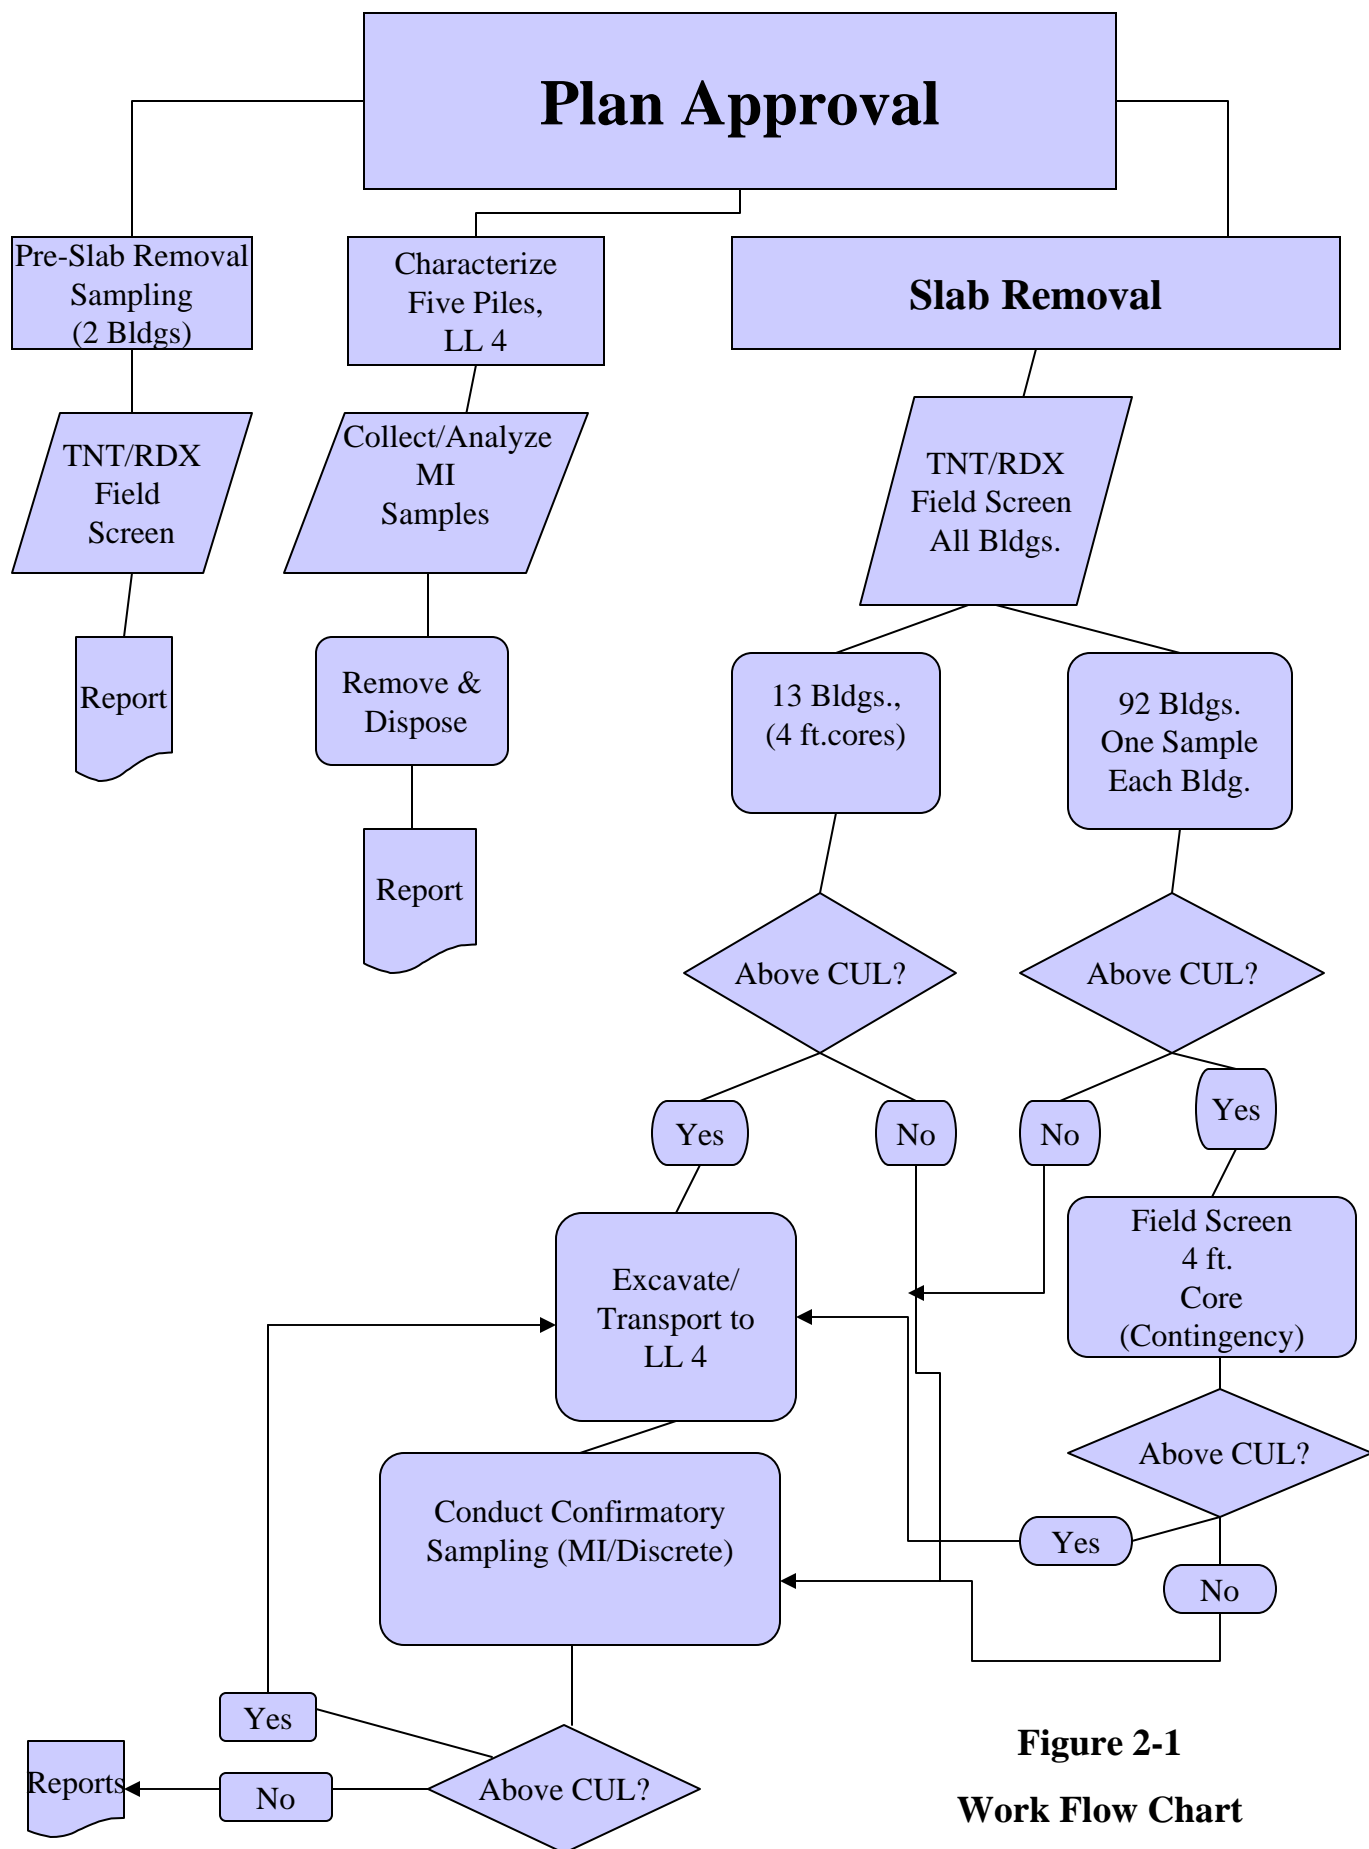 Plan Approval
Pre-Slab Removal
Sampling
(2 Bldgs)
Characterize
Five Piles,
LL 4
Slab Removal
TNT/RDX
Field
Screen
Collect/Analyze
MI
Samples
TNT/RDX
Field Screen
All Bldgs.
Report
Remove &
Dispose
Report
13 Bldgs.,
(4 ft.cores)
92 Bldgs.
One Sample
Each Bldg.
Above CUL?
Above CUL?
Yes
No
No
Yes
Excavate/
Transport to
LL 4
Field Screen
4 ft.
Core
(Contingency)
Above CUL?
Conduct Confirmatory
Sampling (MI/Discrete)
Yes
No
Yes
Above CUL?
No
Reports
Figure 2-1
Work Flow Chart